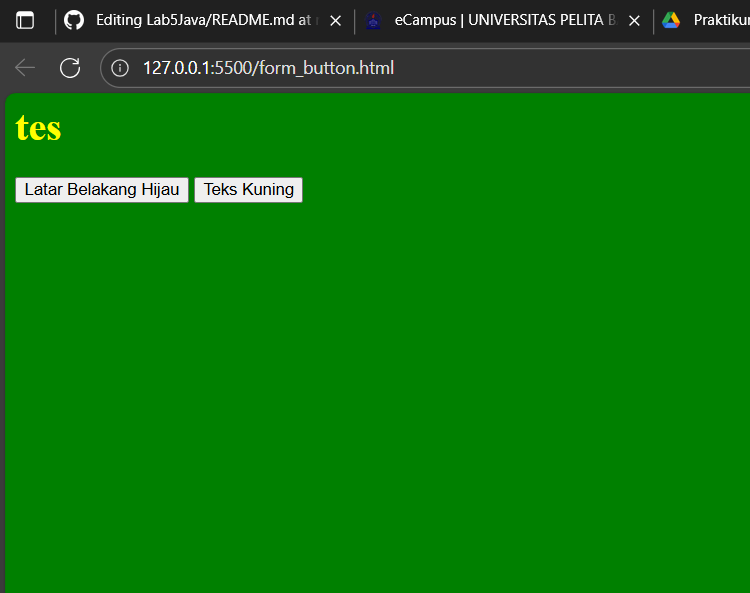 Editing Lab5Java/README.md at
eCampus | UNIVERSITAS PELITA B
Praktikum
127.0.0.1:5500/form_button.html
tes
Latar Belakang Hijau
Teks Kuning